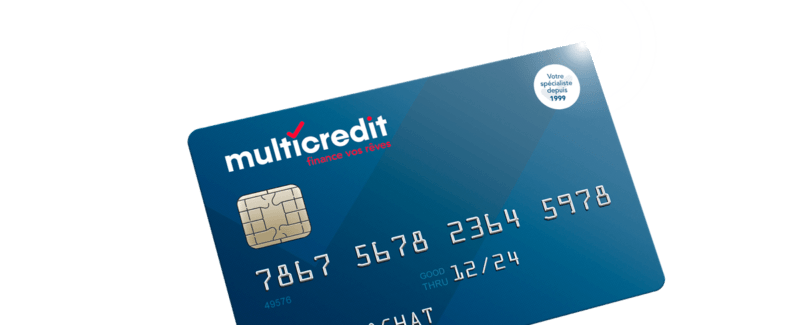 Votre
spécialiste
depuis
1999
multicredit
finance vos rêves
7867 5678 2364 5978
49576
GOOD
THRU
12/24
ACHAT